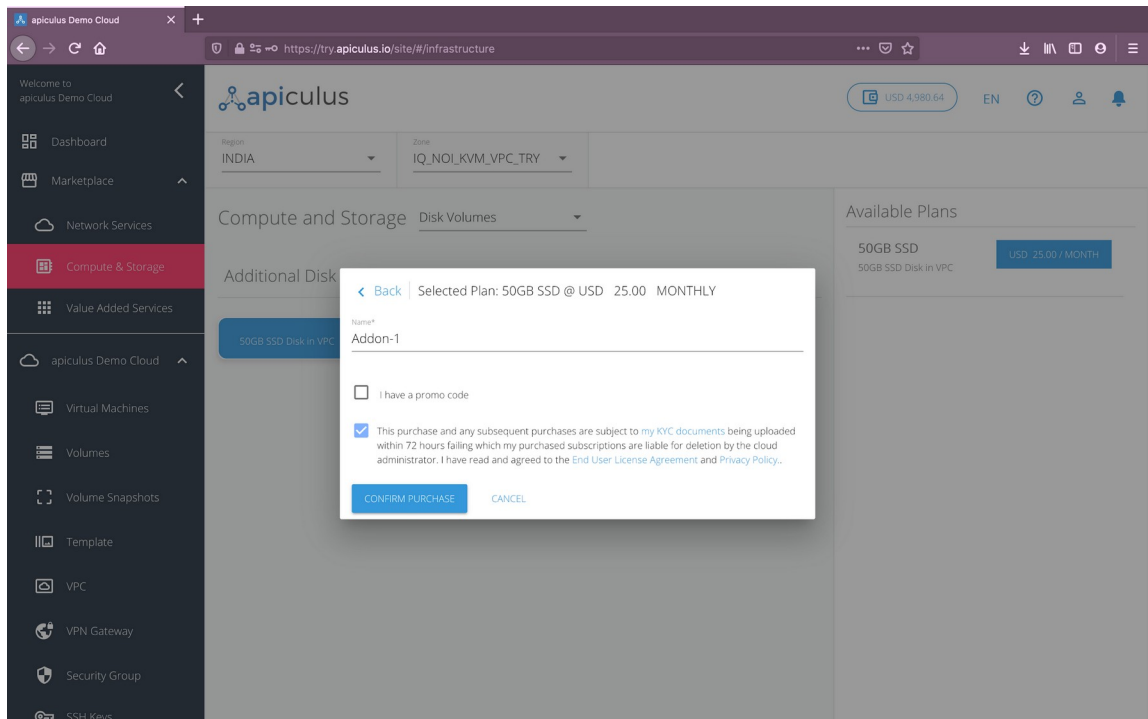 apiculus Demo Cloud
https://try.apiculus.io/site/#/infrastructure
Welcome to
apiculus Demo Cloud
Dashboard
Marketplace
Network Services
Compute & Storage
Value Added Services
apiculus Demo Cloud
Virtual Machines
Volumes
Volume Snapshots
Template
VPC
VPN Gateway
Security Group
SSH Keys
apiculus
USD 4,980.64
EN
Region
INDIA
Zone
IQ_NOI_KVM_VPC_TRY
Compute and Storage
Disk Volumes
Additional Disk
50GB SSD Disk in VPC
Available Plans
50GB SSD
50GB SSD Disk in VPC
USD 25.00 / MONTH
Back
Selected Plan: 50GB SSD @ USD 25.00 MONTHLY
Name*
Addon-1
I have a promo code
This purchase and any subsequent purchases are subject to my KYC documents being uploaded
within 72 hours failing which my purchased subscriptions are liable for deletion by the cloud
administrator. I have read and agreed to the End User License Agreement and Privacy Policy..
CONFIRM PURCHASE
CANCEL